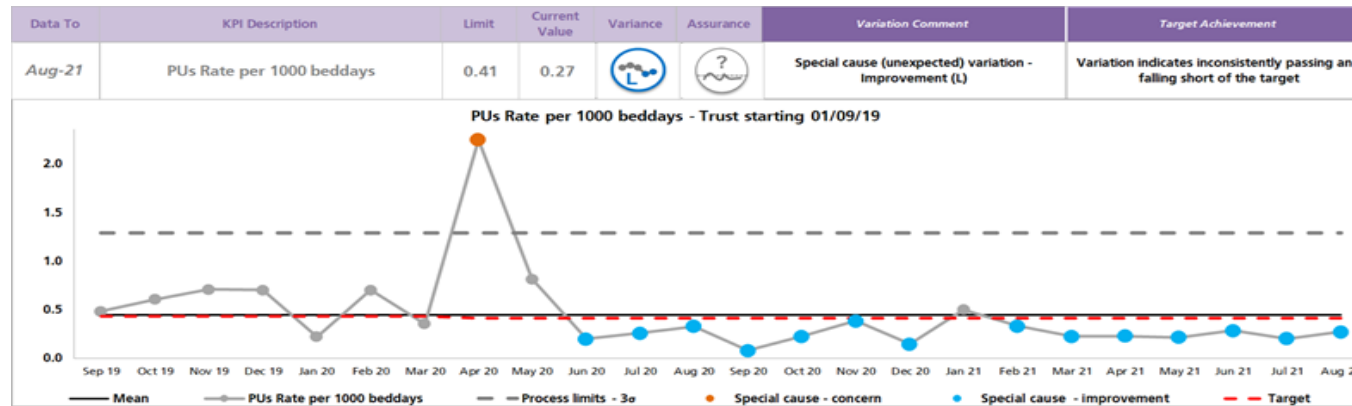 Data To KPI Description Limit Current Value Variance Assurance Variation Comment Target Achievement
Aug-21 PUs Rate per 1000 beddays 0.41 0.27 L ? Special cause (unexpected) variation - Improvement (L) Variation indicates inconsistently passing an falling short of the target
PUs Rate per 1000 beddays - Trust starting 01/09/19
2.0
1.5
1.0
0.5
0.0
Sep 19 Oct 19 Nov 19 Dec 19 Jan 20 Feb 20 Mar 20 Apr 20 May 20 Jun 20 Jul 20 Aug 20 Sep 20 Oct 20 Nov 20 Dec 20 Jan 21 Feb 21 Mar 21 Apr 21 May 21 Jun 21 Jul 21 Aug 2
Mean PUs Rate per 1000 beddays Process limits - 3σ Special cause - concern Special cause - improvement Target